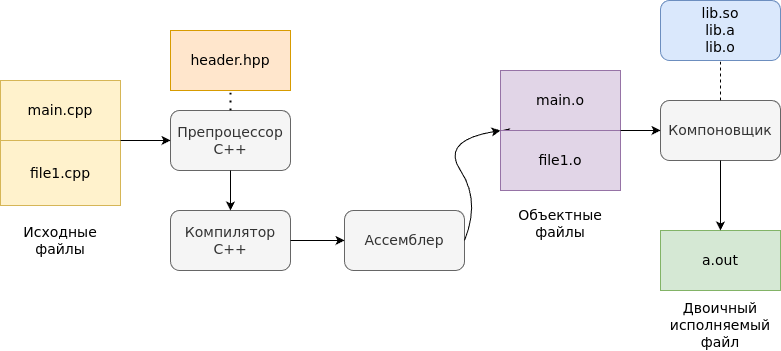 main.cpp
file1.cpp
Исходные
файлы
header.hpp
Препроцессор
C++
Компилятор
C++
Ассемблер
main.o
file1.o
Объектные
файлы
lib.so
lib.a
lib.o
Компоновщик
a.out
Двоичный
исполняемый
файл